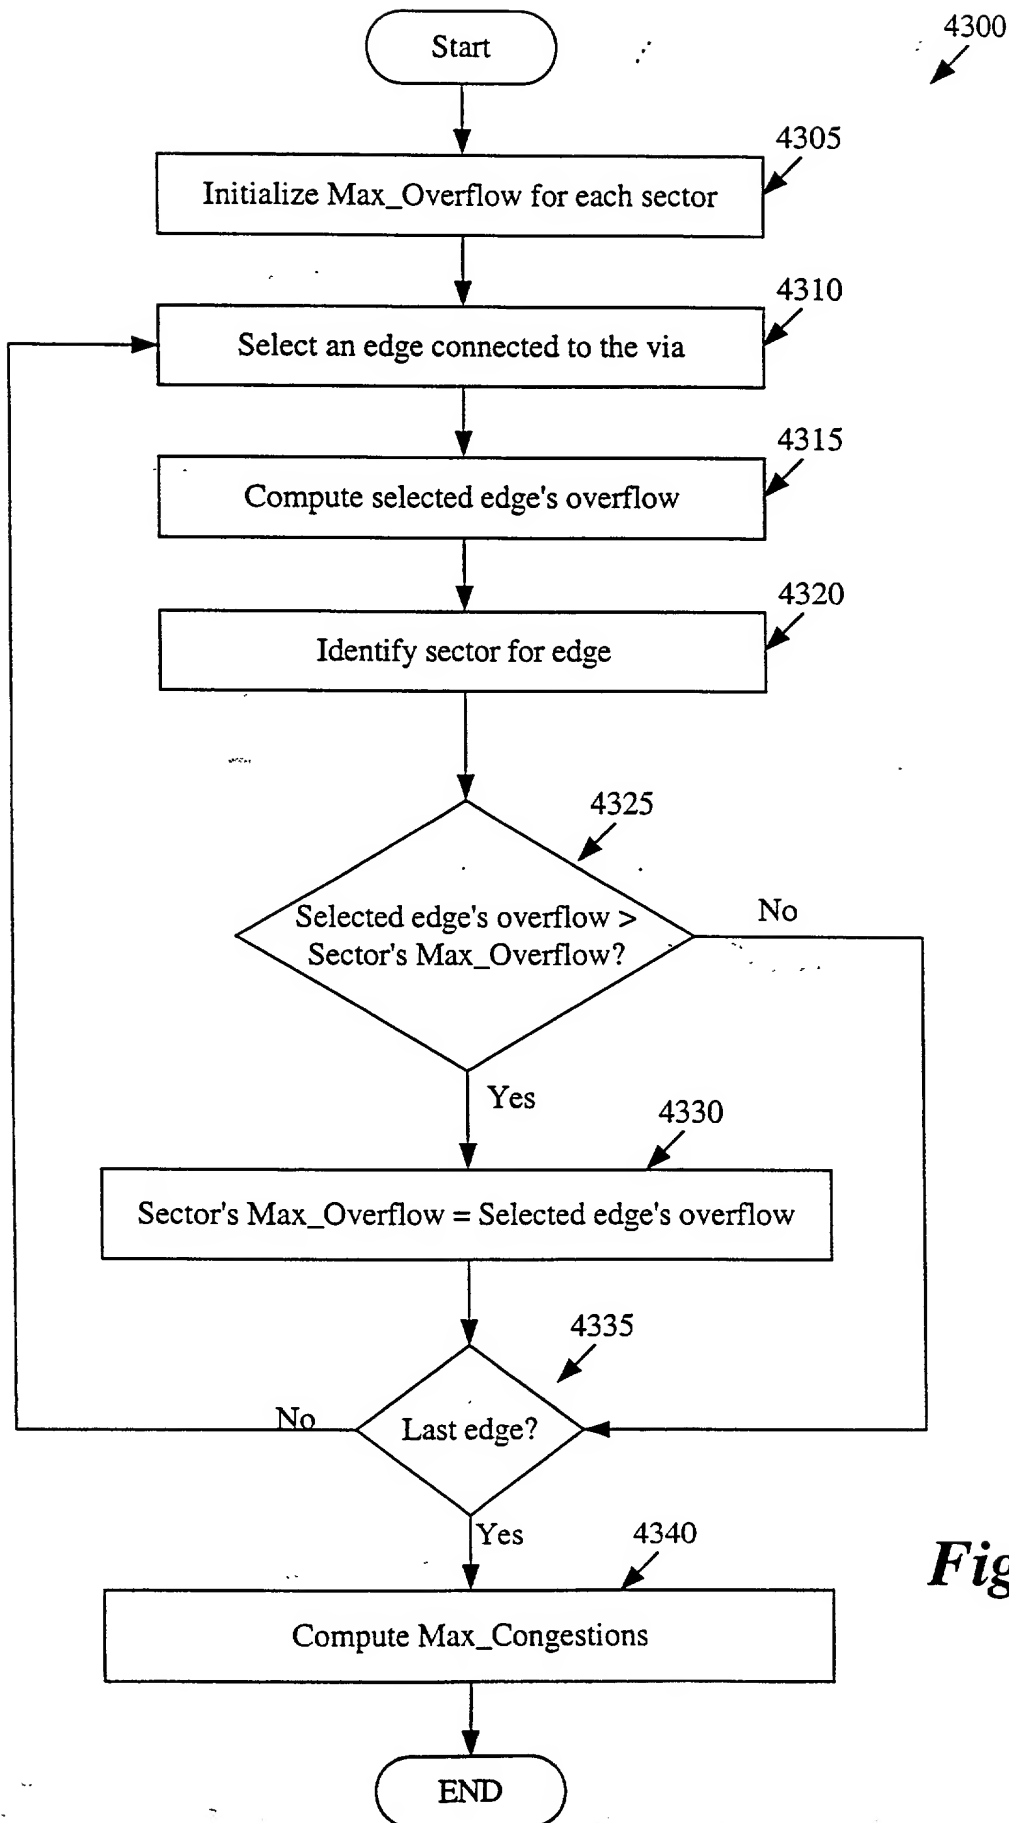 Start
4300
4305
Initialize Max_Overflow for each sector
4310
Select an edge connected to the via
4315
Compute selected edge's overflow
4320
Identify sector for edge
4325
Selected edge's overflow >
Sector's Max_Overflow?
No
Yes
4330
Sector's Max_Overflow = Selected edge's overflow
4335
No
Last edge?
Yes
4340
Fig
Compute Max_Congestions
END